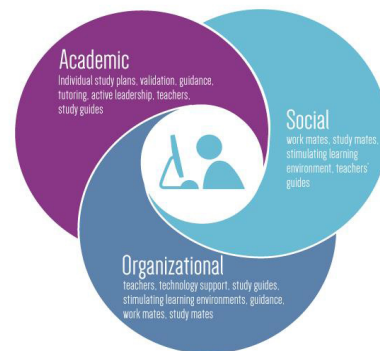 Academic
Individual study plans, validation, guidance,
tutoring, active leadership, teachers,
study guides
Social
work mates, study mates,
stimulating learning
environment, teachers'
guides
Organizational
teachers, technology support, study guides,
stimulating learning environments, guidance,
work mates, study mates